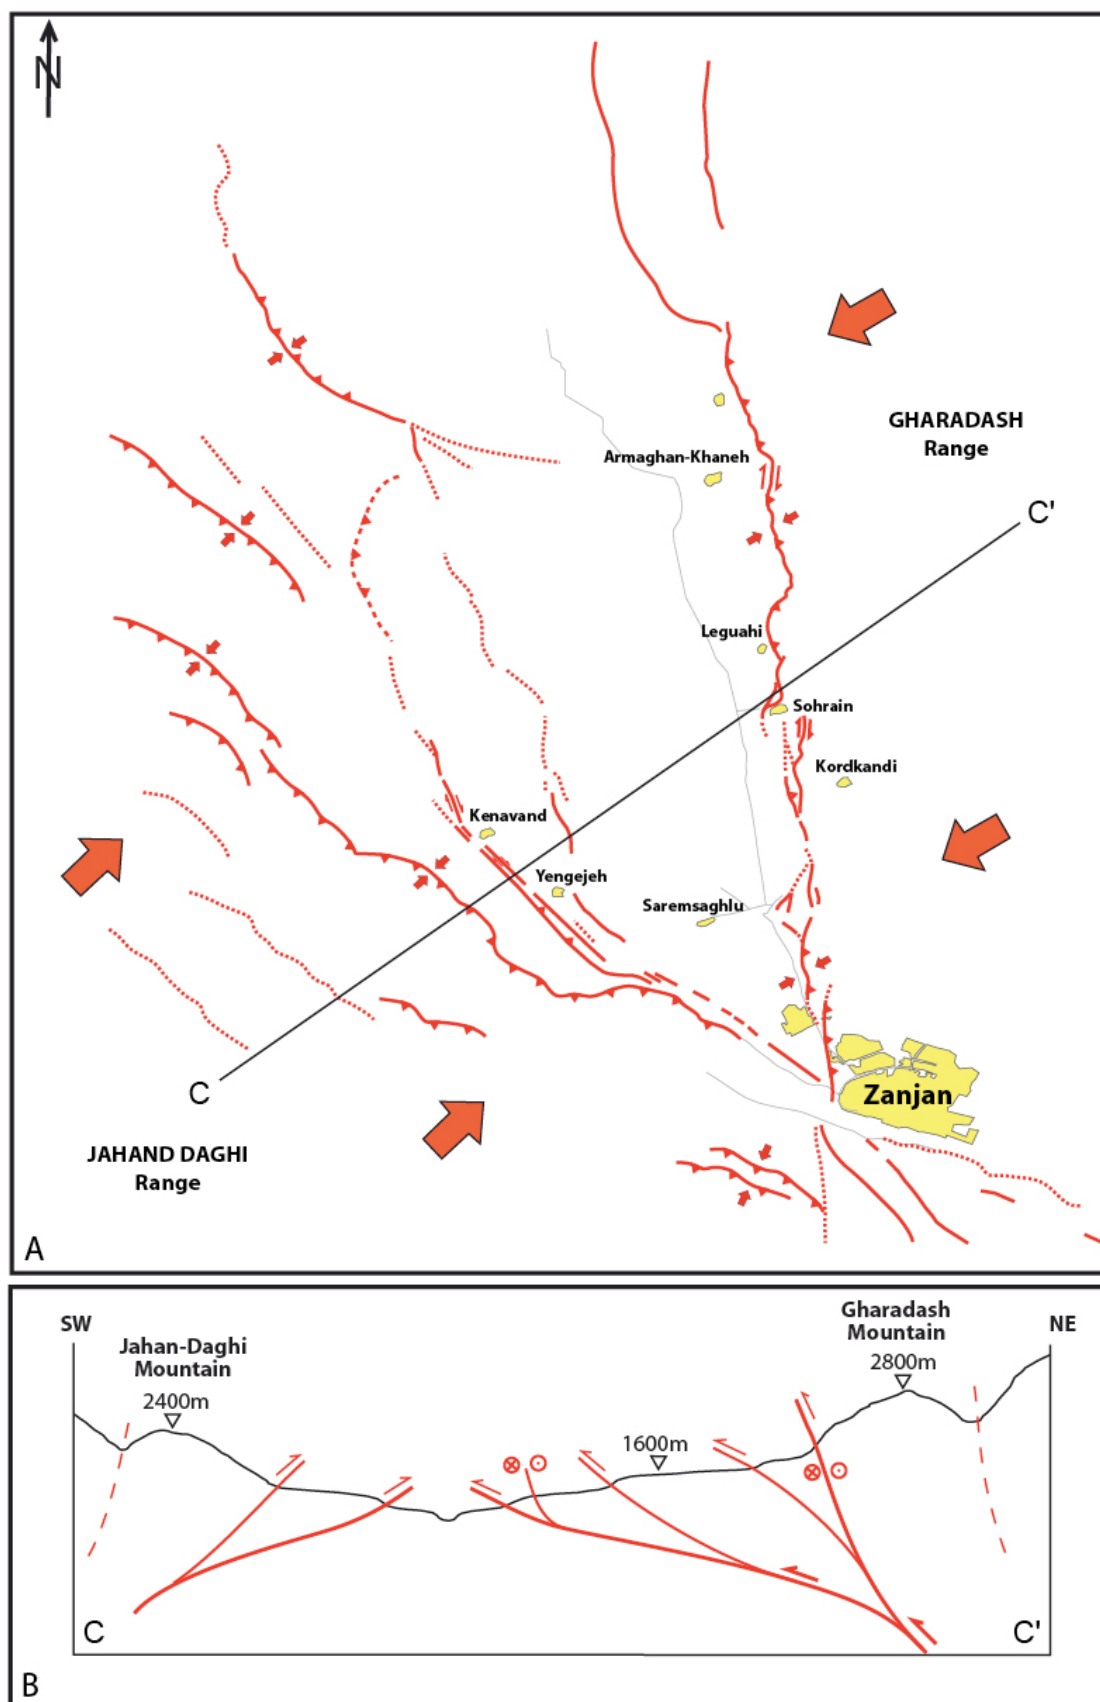 N
GHARADASH
Range
Armaghan-Khaneh
C'
Leguahi
Sohrain
Kordkandi
Kenavand
Yengejeh
Saremsaghlu
C
Zanjan
JAHAND DAGHI
Range
A
SW
Jahan-Daghi
Mountain
2400m
Gharadash
Mountain
2800m
NE
1600m
C
C'
B